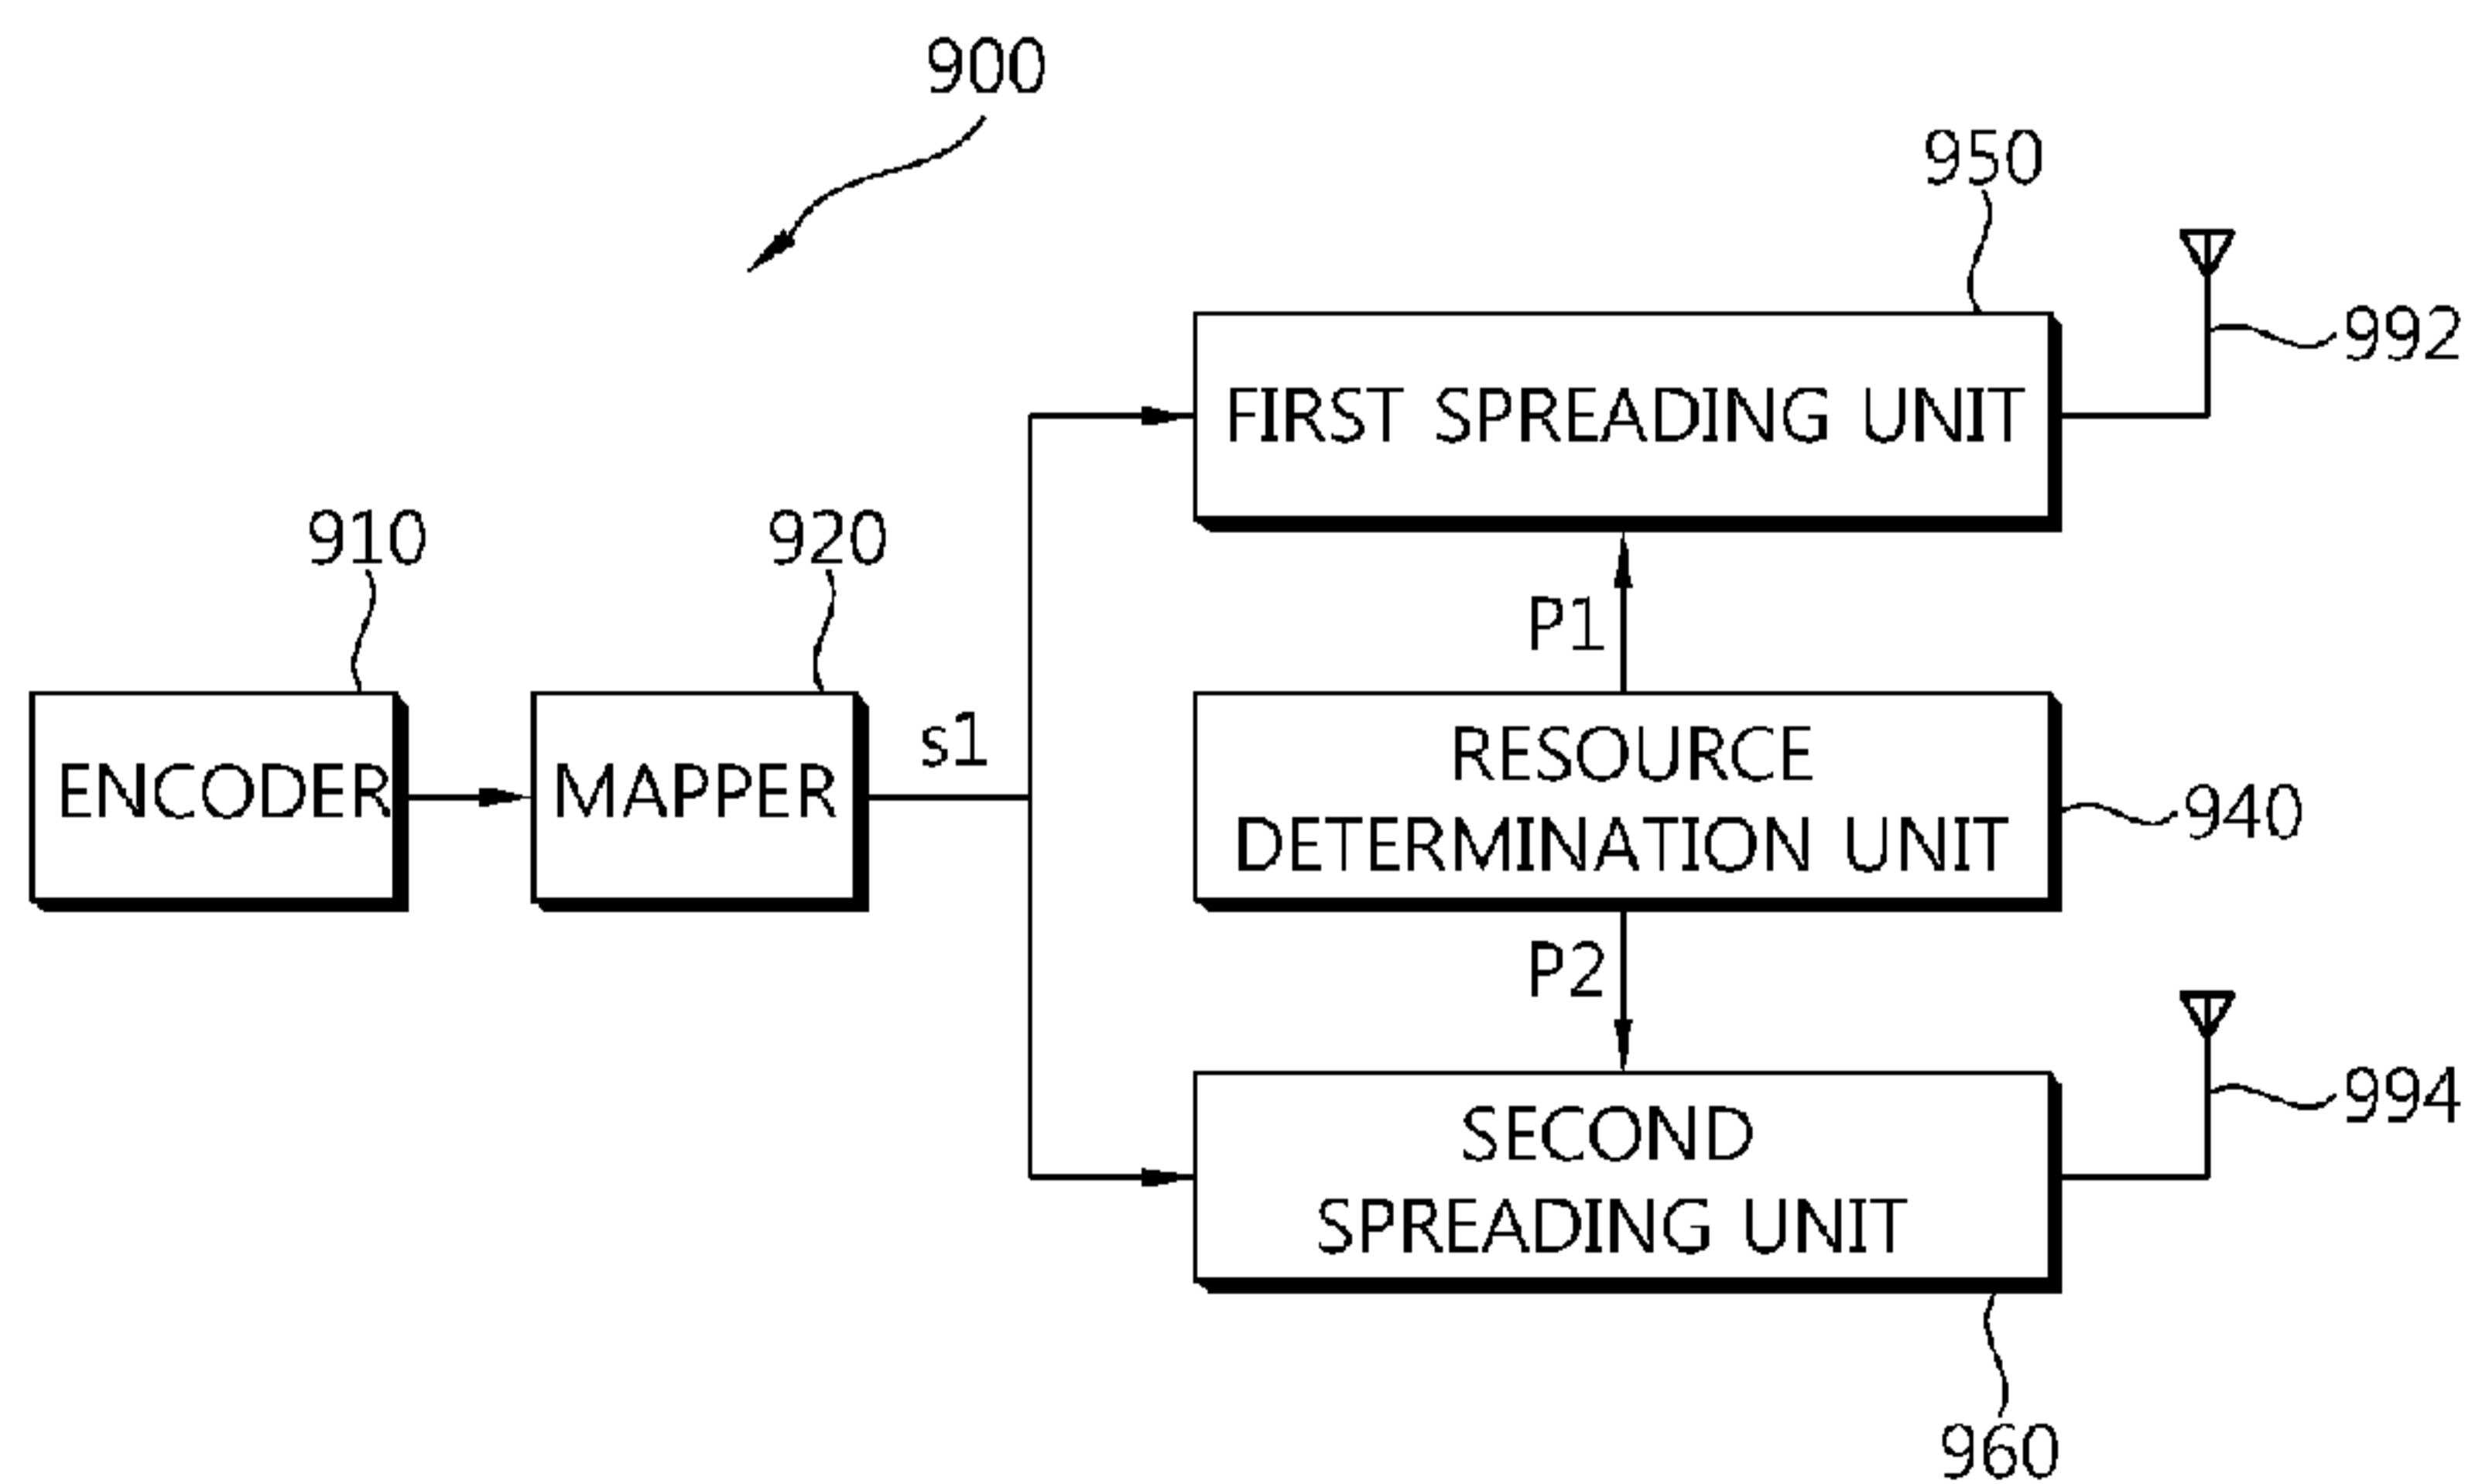 900
950
992
FIRST SPREADING UNIT
910
920
P1
s1
ENCODER
MAPPER
RESOURCE
DETERMINATION UNIT
940
P2
994
SECOND
SPREADING UNIT
960